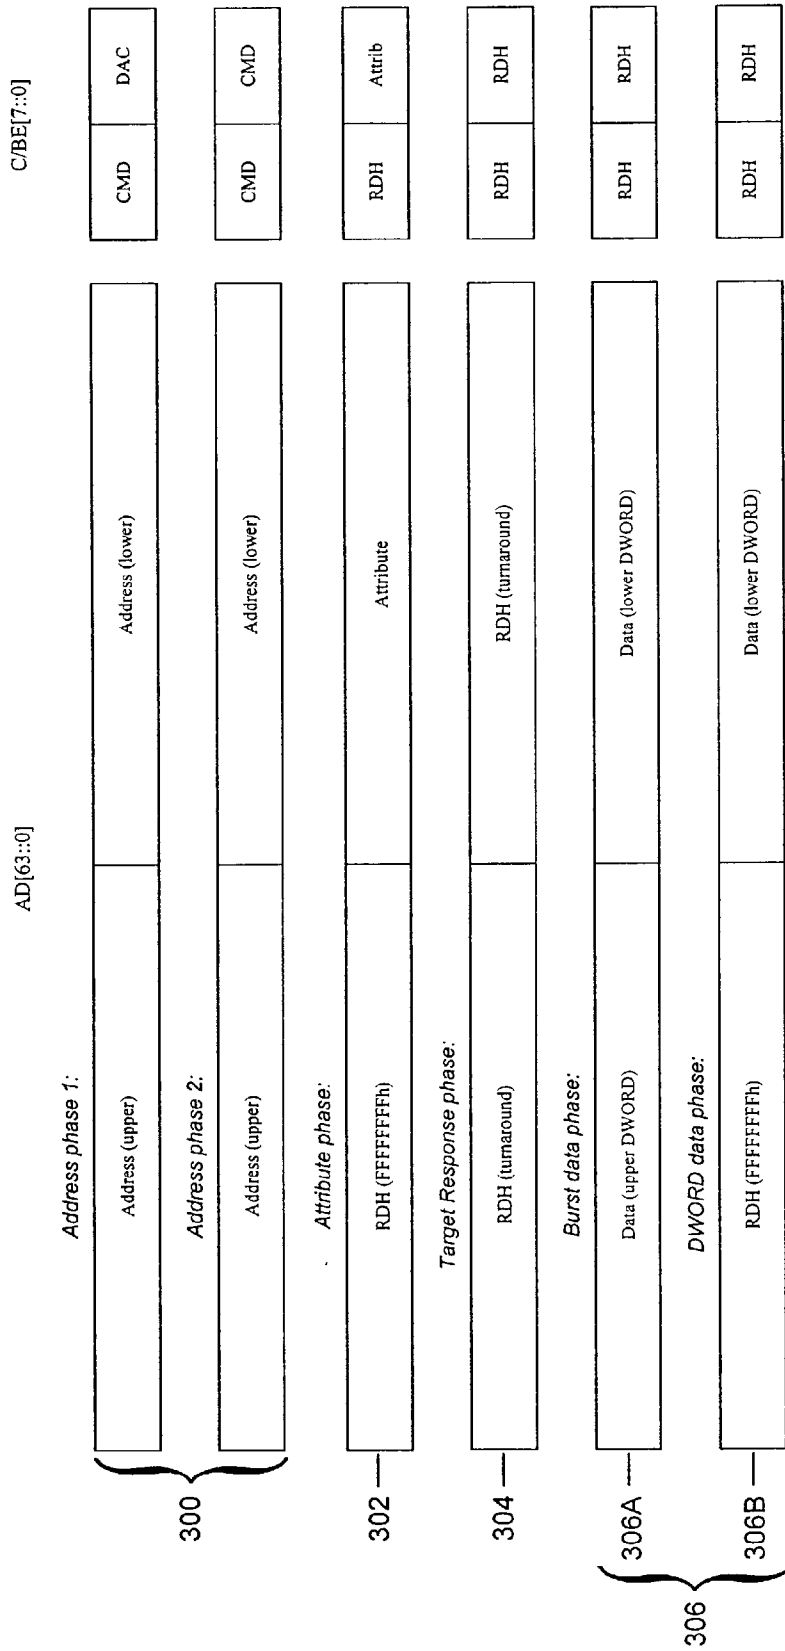 AD[63::0]
C/BE[7::0]
Address phase 1:
Address (upper)
Address (lower)
CMD
DAC
300
Address phase 2:
Address (upper)
Address (lower)
CMD
CMD
Attribute phase:
302
RDH (FFFFFFFFh)
Attribute
RDH
Attrib
Target Response phase:
304
RDH (turnaround)
RDH (turnaround)
RDH
RDH
Burst data phase:
306A
Data (upper DWORD)
Data (lower DWORD)
RDH
RDH
306
DWORD data phase:
306B
RDH (FFFFFFFFh)
Data (lower DWORD)
RDH
RDH